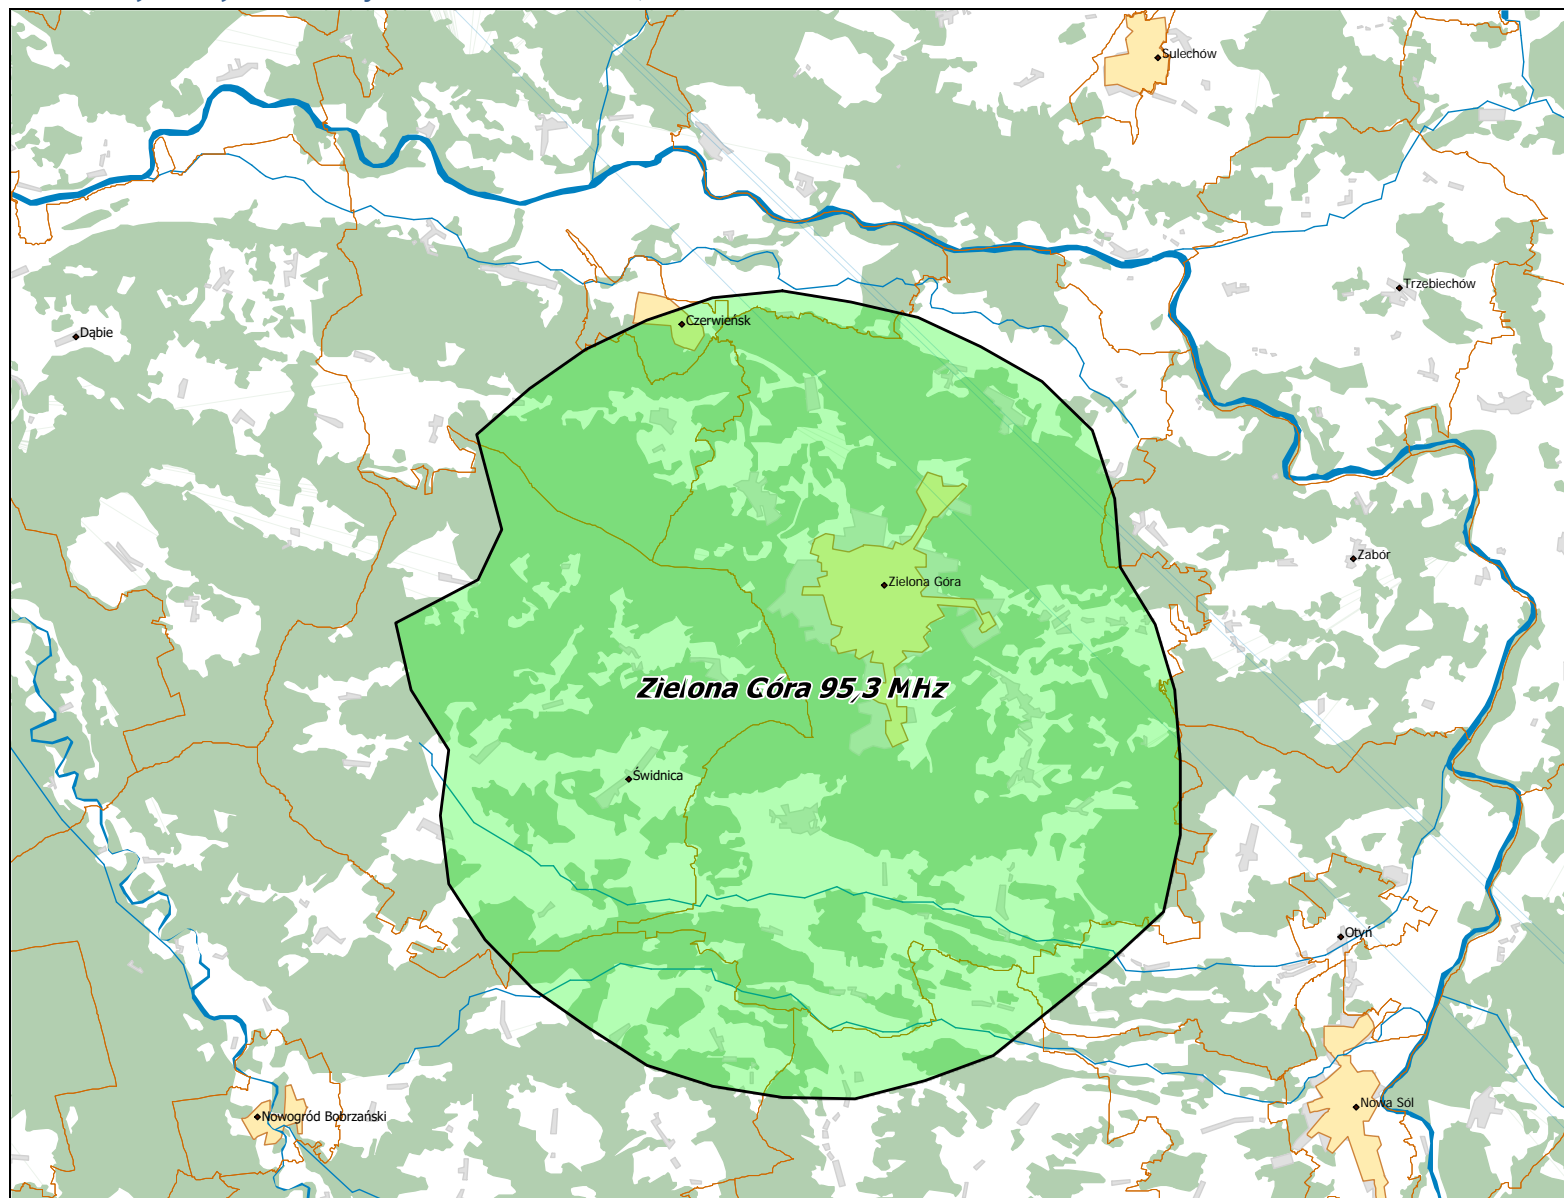 Sulechów
Trzebiechów
Czerwieńsk
Dąbie
Zabór
Zielona Góra
Zielona Góra 95,3 MHz
Świdnica
Otyń
Nowa Sól
Nowogród Bobrzański